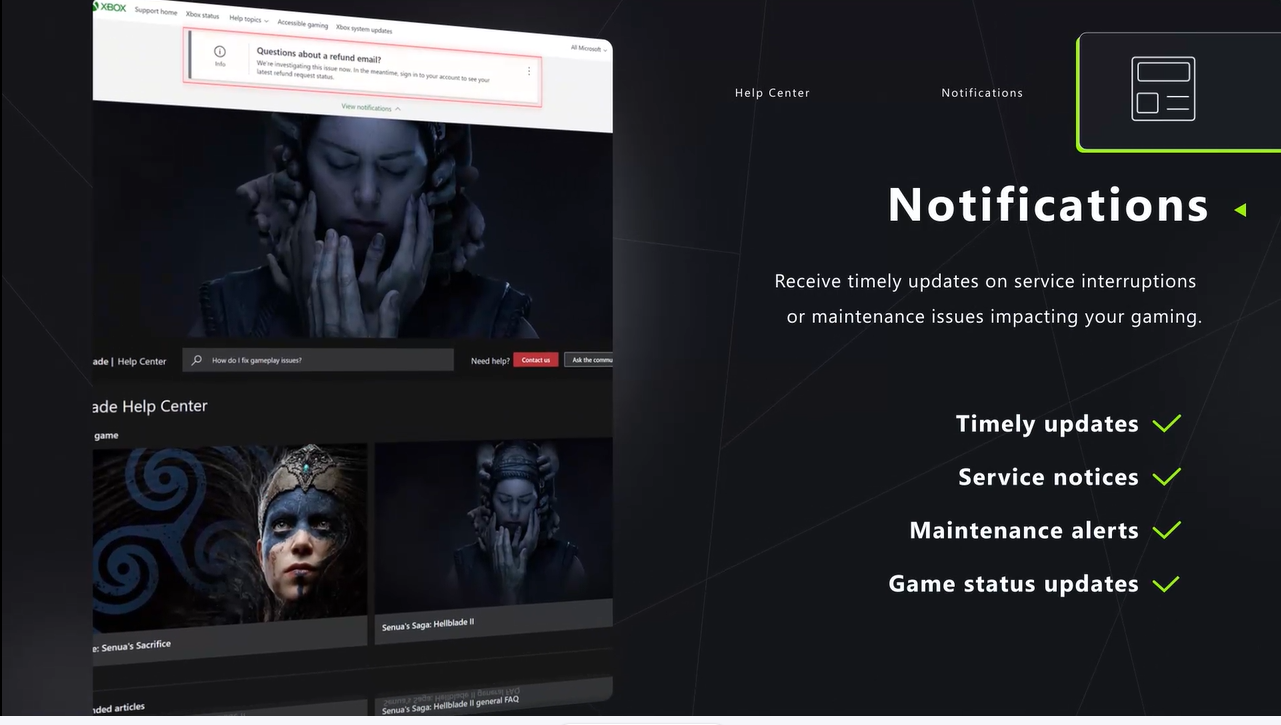 XBOX
Support home
Xbox status
Help topics
Accessible gaming
Xbox system updates
All Microsoft
Info
Questions about a refund email?
We're investigating this issue now. In the meantime, sign in to your account to see your
latest refund request status.
View notifications
ade | Help Center
How do I fix gameplay issues?
Need help?
Contact us
Ask the commu
ade Help Center
game
e: Senua's Sacrifice
Senua's Saga: Hellblade II
nded articles
Senua's Saga: Hellblade II general FAQ
Help Center
Notifications
Notifications
Receive timely updates on service interruptions
or maintenance issues impacting your gaming.
Timely updates
Service notices
Maintenance alerts
Game status updates